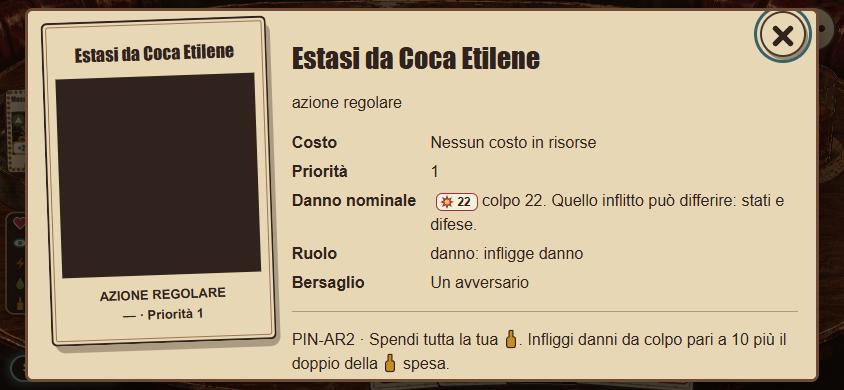 Estasi da Coca Etilene
AZIONE REGOLARE
— · Priorità 1
Estasi da Coca Etilene
azione regolare
Costo Nessun costo in risorse
Priorità 1
Danno nominale 22 colpo 22. Quello inflitto può differire: stati e
difese.
Ruolo danno: infligge danno
Bersaglio Un avversario
PIN-AR2 · Spendi tutta la tua . Infliggi danni da colpo pari a 10 più il
doppio della spesa.